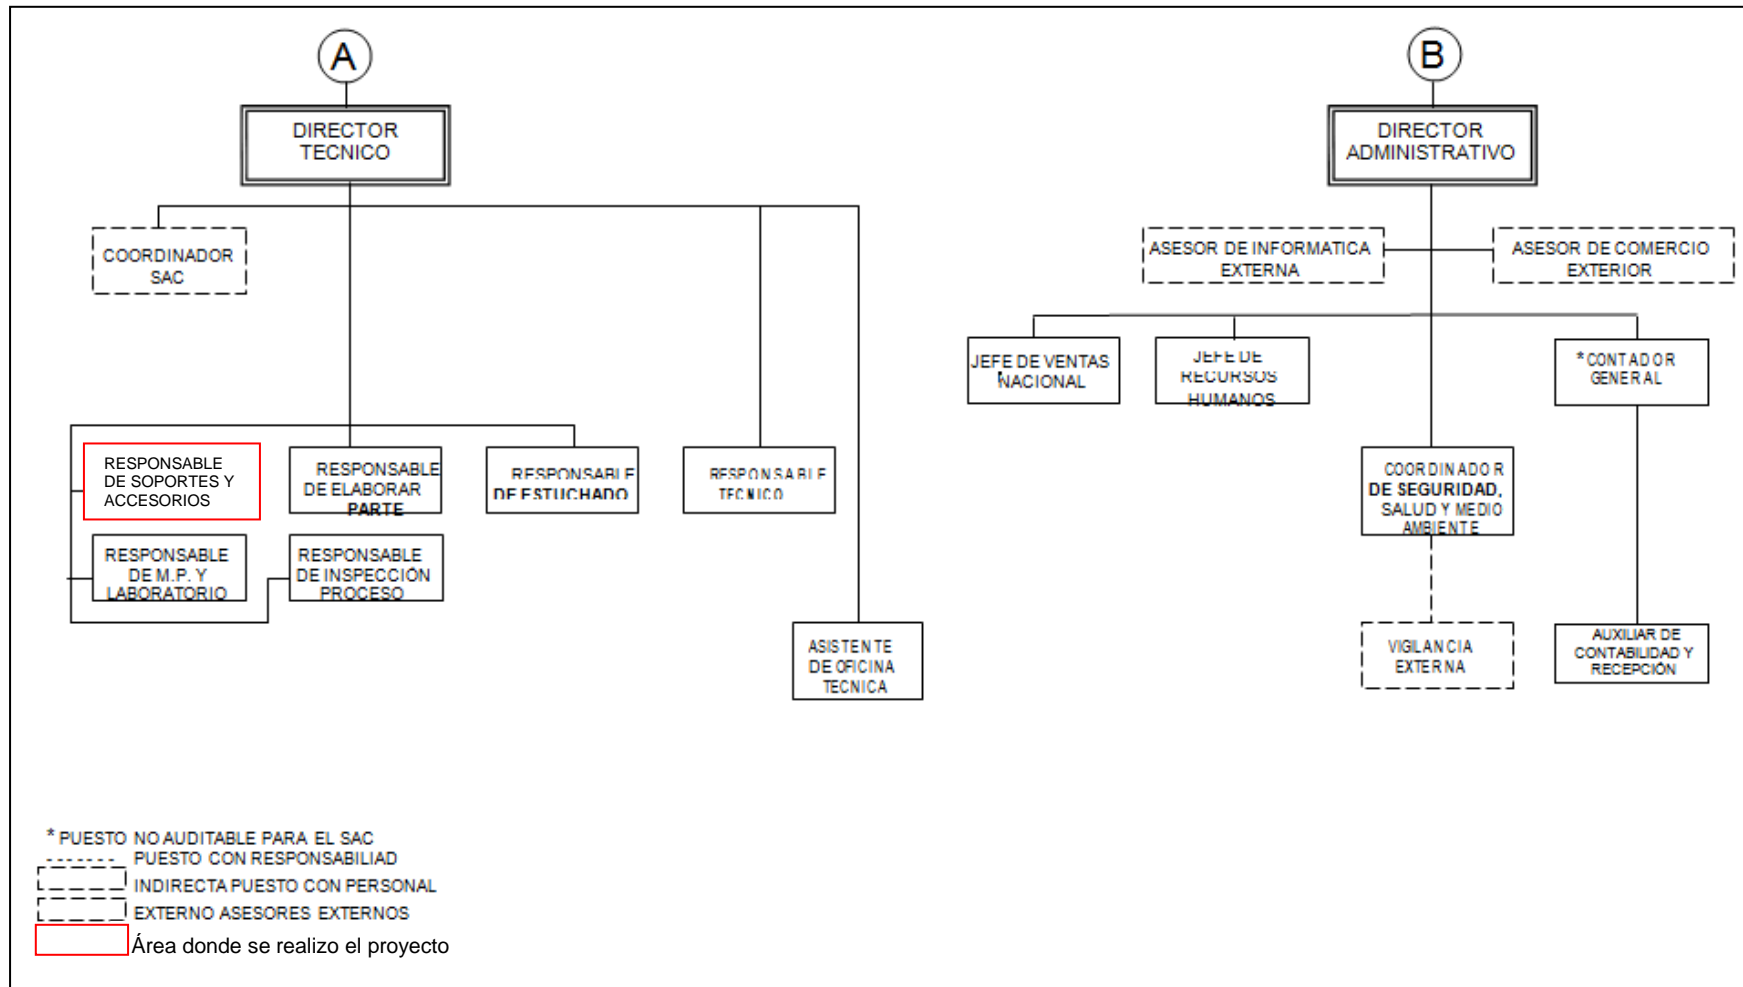 A
DIRECTOR
TECNICO
COORDINADOR
SAC
RESPONSABLE
DE SOPORTES Y
ACCESORIOS
RESPONSABLE
DE ELABORAR
PARTE
RESPONSABLE
DE ESTUCHADO
RESPONSABLE
TECNICO
RESPONSABLE
DE M.P. Y
LABORATORIO
RESPONSABLE
DE INSPECCIÓN
PROCESO
ASISTENTE
DE OFICINA
TECNICA
B
DIRECTOR
ADMINISTRATIVO
ASESOR DE INFORMATICA
EXTERNA
ASESOR DE COMERCIO
EXTERIOR
JEFE DE VENTAS
NACIONAL
JEFE DE
RECURSOS
HUMANOS
*CONTADOR
GENERAL
COORDINADOR
DE SEGURIDAD,
SALUD Y MEDIO
AMBIENTE
VIGILANCIA
EXTERNA
AUXILIAR DE
CONTABILIDAD Y
RECEPCIÓN
* PUESTO NO AUDITABLE PARA EL SAC
PUESTO CON RESPONSABILIAD
INDIRECTA PUESTO CON PERSONAL
EXTERNO ASESORES EXTERNOS
Área donde se realizo el proyecto